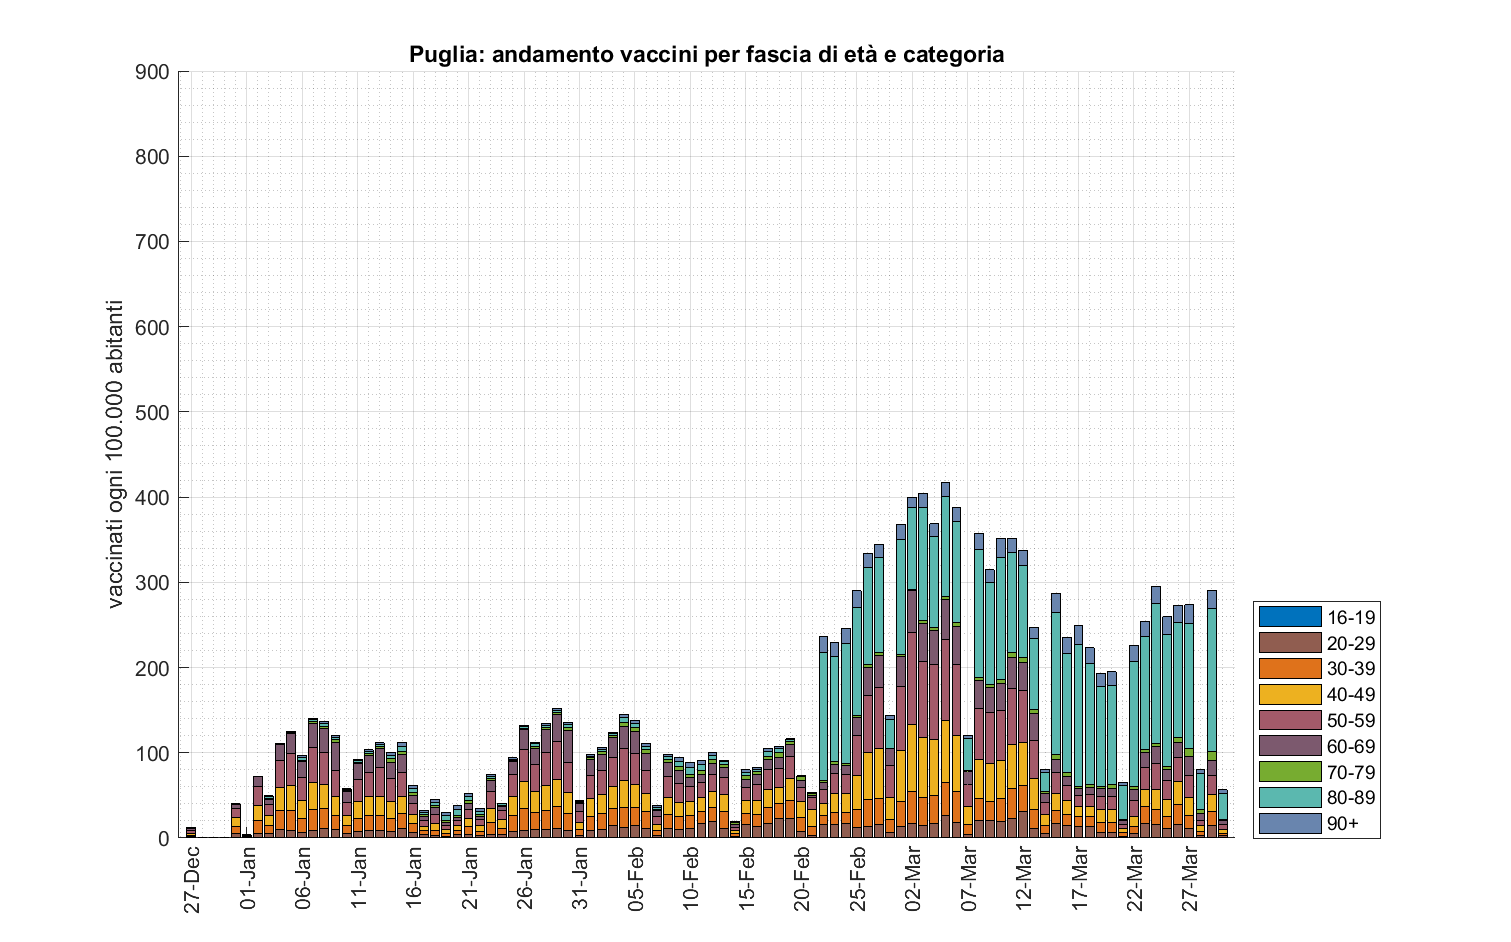 Puglia: andamento vaccini per fascia di età e categoria
vaccinati ogni 100.000 abitanti
900
800
700
600
500
400
300
200
100
0
27-Dec
01-Jan
06-Jan
11-Jan
16-Jan
21-Jan
26-Jan
31-Jan
05-Feb
10-Feb
15-Feb
20-Feb
25-Feb
02-Mar
07-Mar
12-Mar
17-Mar
22-Mar
27-Mar
16-19
20-29
30-39
40-49
50-59
60-69
70-79
80-89
90+